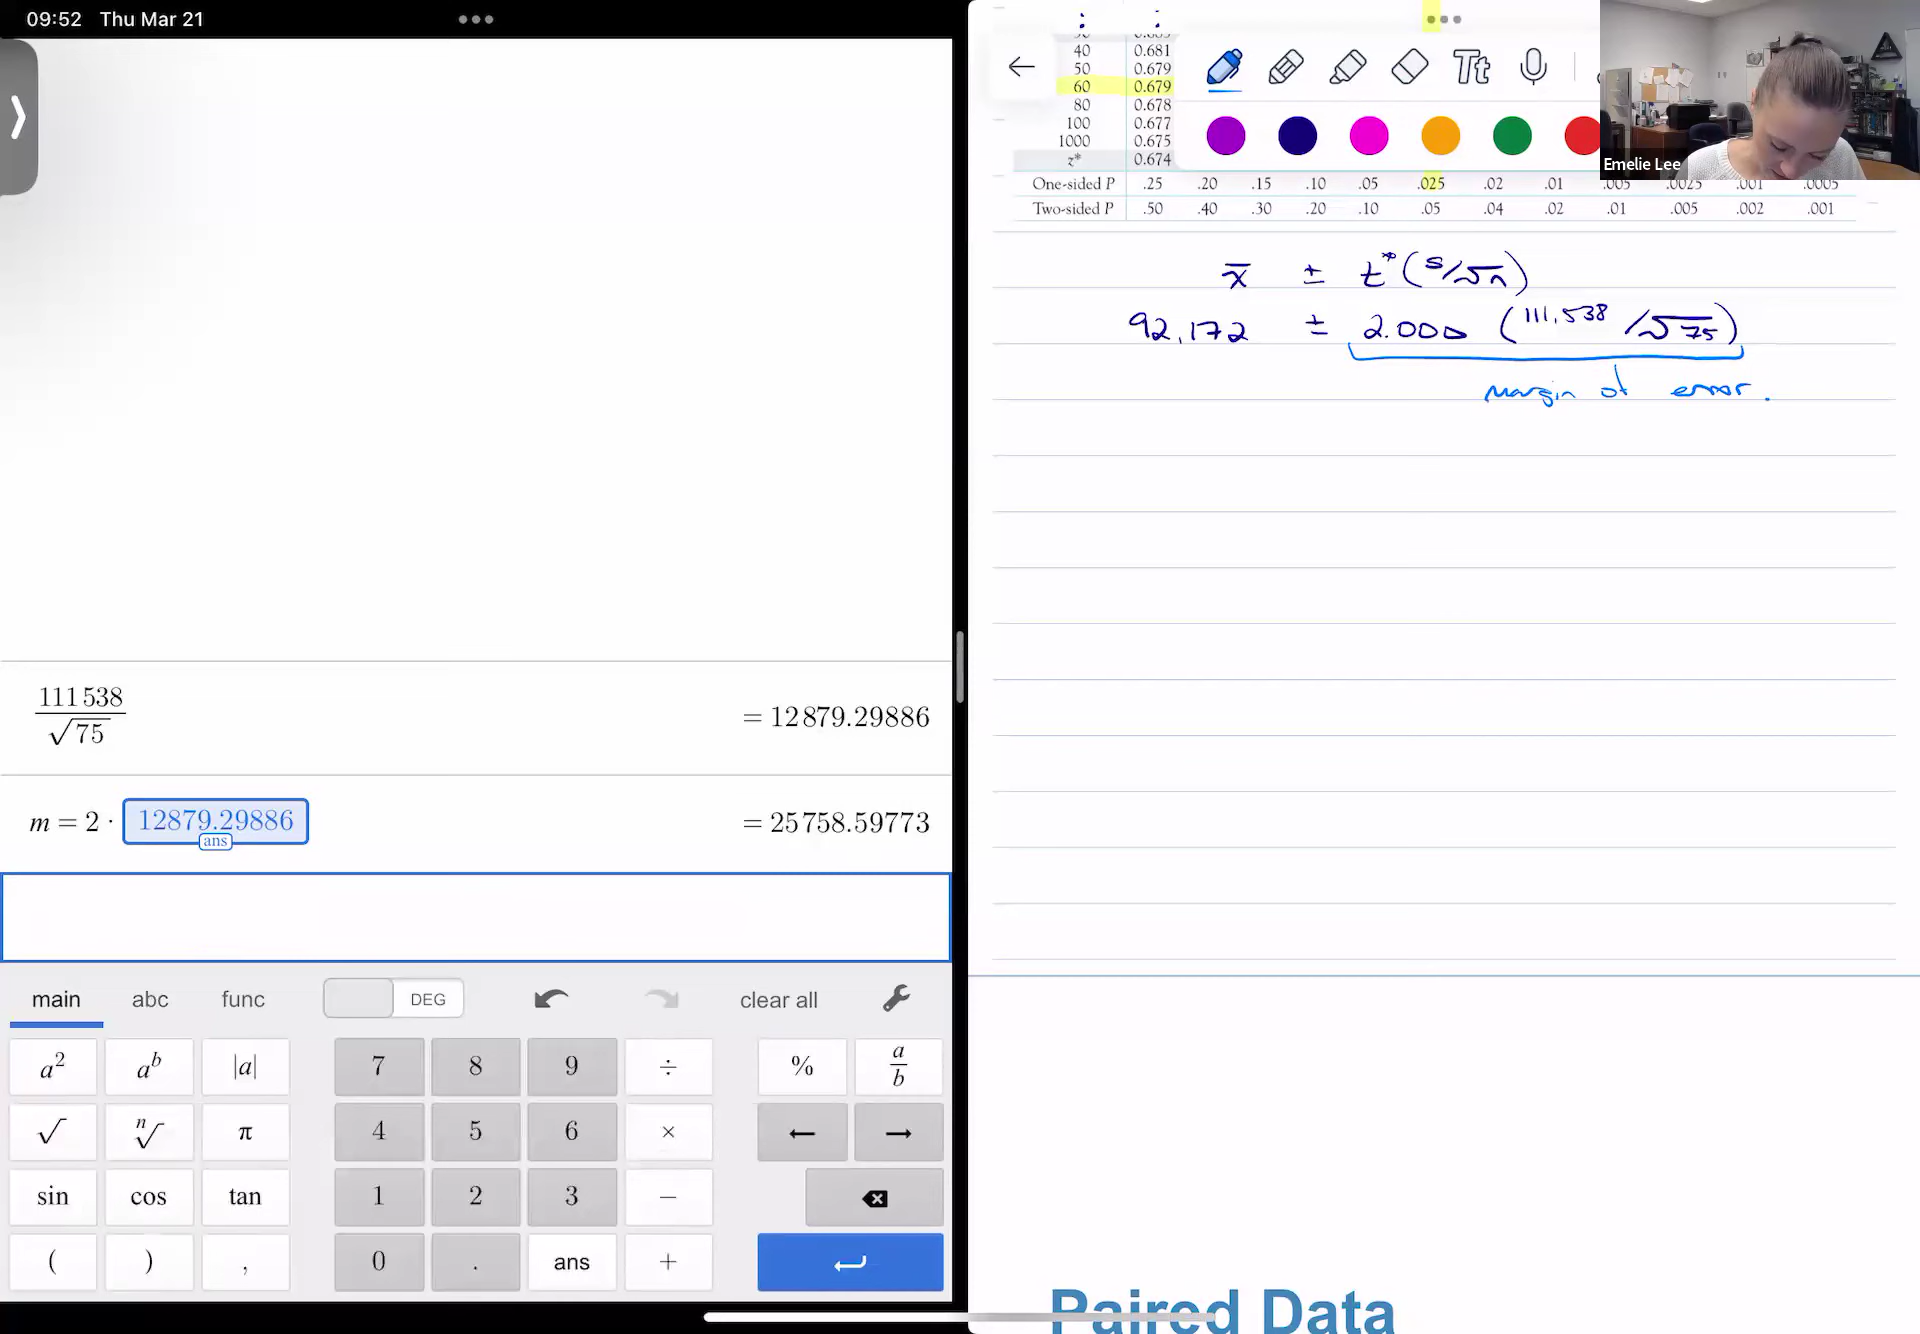 09:52 Thu Mar 21
111538
√75
= 12879.29886
m = 2 · 12879.29886
ans
= 25758.59773
main abc func DEG clear all
a² aᵇ |a| 7 8 9 ÷ % a/b
√ ⁿ√ π 4 5 6 × ← →
sin cos tan 1 2 3 −
( ) , 0 . ans +
40 0.681
50 0.679
60 0.679
80 0.678
100 0.677
1000 0.675
z* 0.674
Tt
Emelie Lee
One-sided P .25 .20 .15 .10 .05 .025 .02 .01 .005 .0025 .001 .0005
Two-sided P .50 .40 .30 .20 .10 .05 .04 .02 .01 .005 .002 .001
x̄ ± t* (s/√n)
92,172 ± 2.000 (111,538/√75)
margin of error.
Paired Data